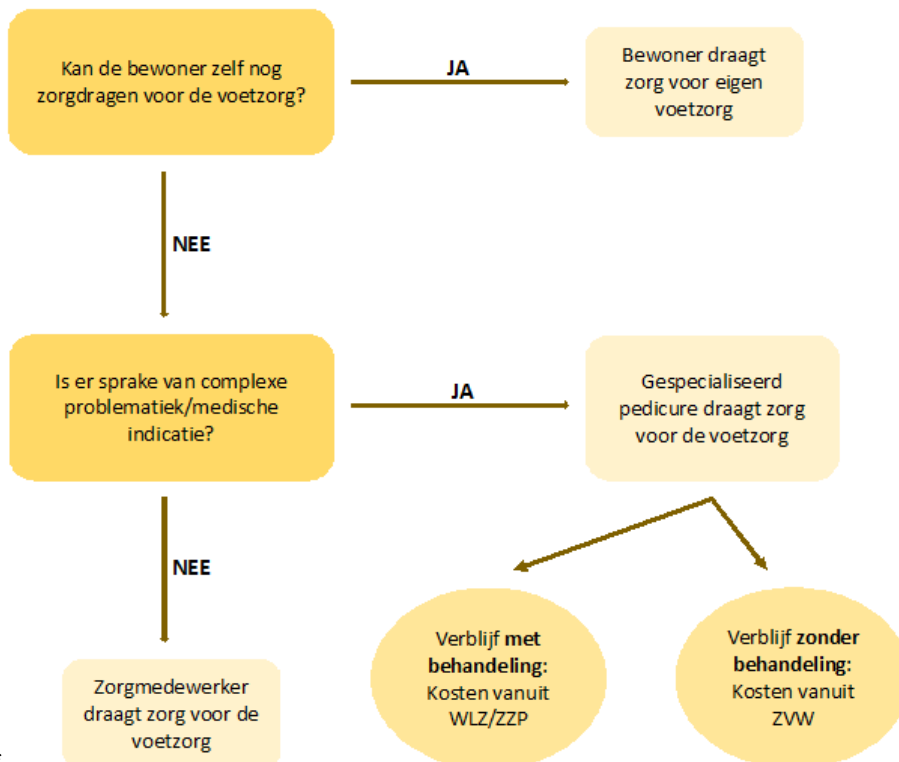 Kan de bewoner zelf nog
zorgdragen voor de voetzorg?
JA
Bewoner draagt
zorg voor eigen
voetzorg
NEE
Is er sprake van complexe
problematiek/medische
indicatie?
JA
Gespecialiseerd
pedicure draagt zorg
voor de voetzorg
NEE
Zorgmedewerker
draagt zorg voor de
voetzorg
Verblijf met
behandeling:
Kosten vanuit
WLZ/ZZP
Verblijf zonder
behandeling:
Kosten vanuit
ZVW